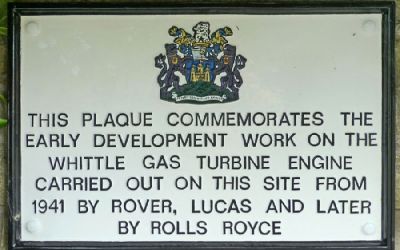 THIS PLAQUE COMMEMORATES THE
EARLY DEVELOPMENT WORK ON THE
WHITTLE GAS TURBINE ENGINE
CARRIED OUT ON THIS SITE FROM
1941 BY ROVER, LUCAS AND LATER
BY ROLLS ROYCE